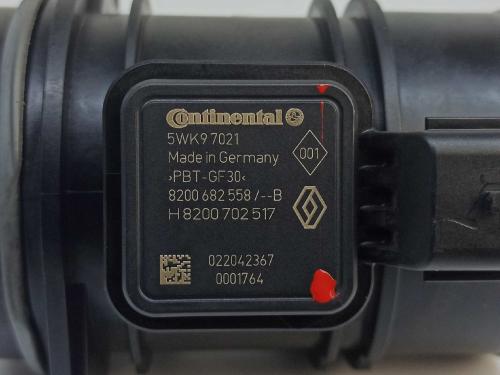 Continental
5WK9 7021
001
Made in Germany
>PBT-GF30<
8200 682 558 /--B
H 8200 702 517
022042367
0001764